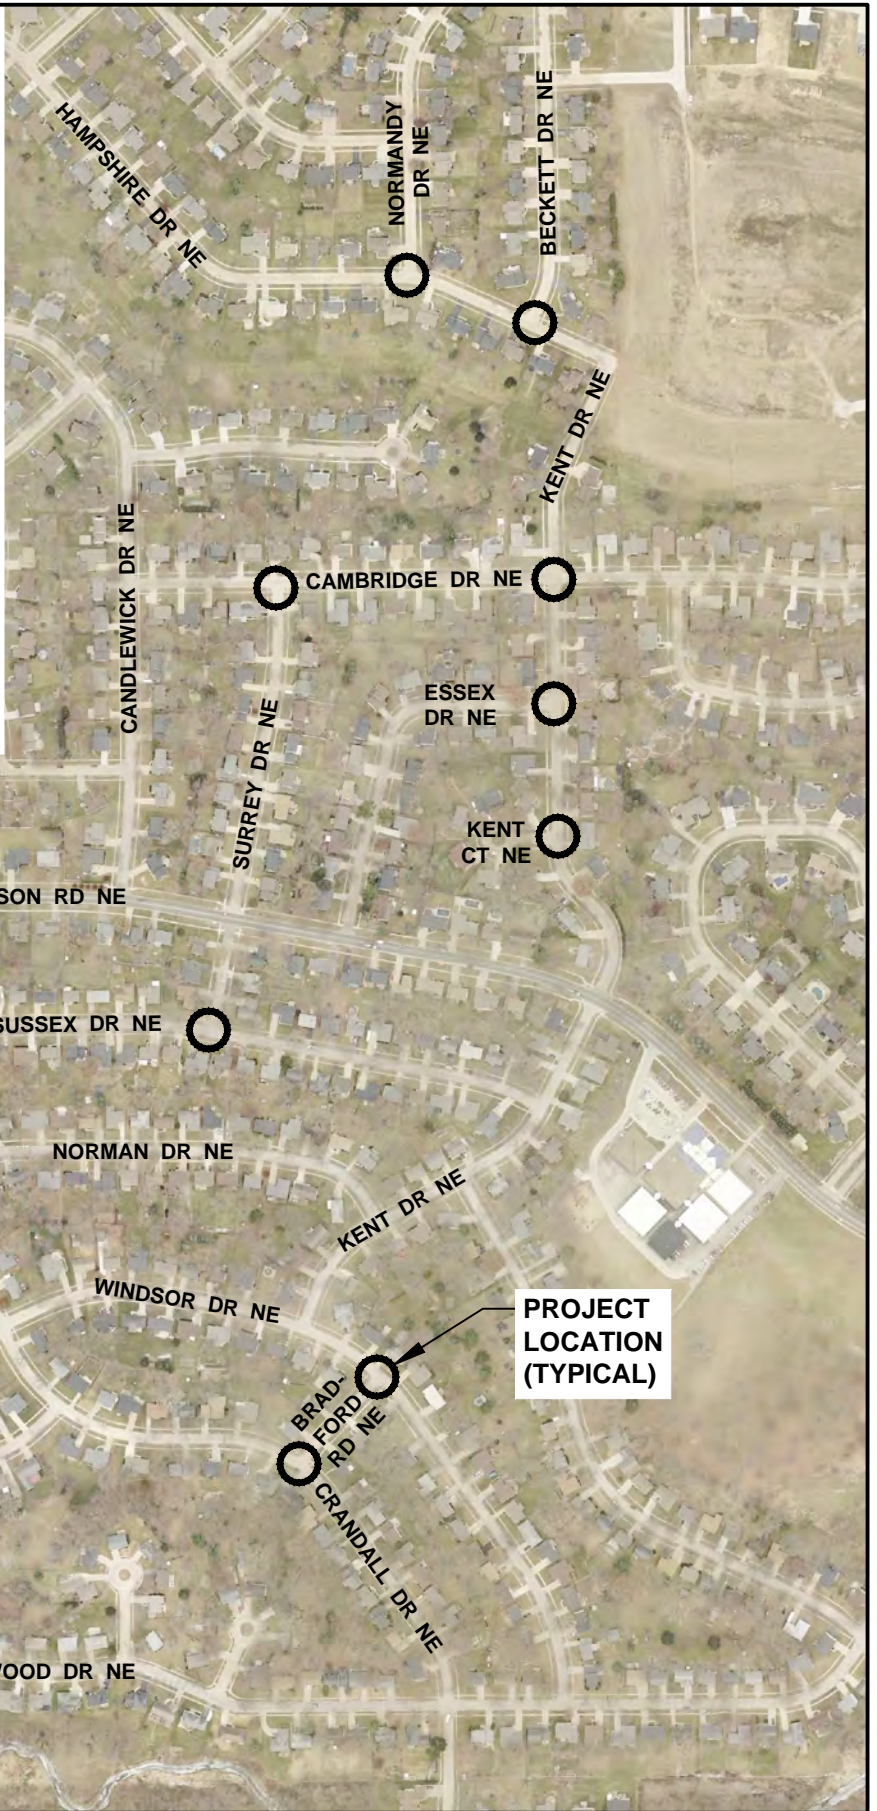 HAMPSHIRE DR NE
NORMANDY
DR NE
BECKETT DR NE
KENT DR NE
CANDLEWICK DR NE
CAMBRIDGE DR NE
ESSEX
DR NE
SURREY DR NE
KENT
CT NE
SON RD NE
SUSSEX DR NE
NORMAN DR NE
KENT DR NE
WINDSOR DR NE
PROJECT
LOCATION
(TYPICAL)
BRAD-
FORD
RD NE
CRANDALL DR NE
WOOD DR NE